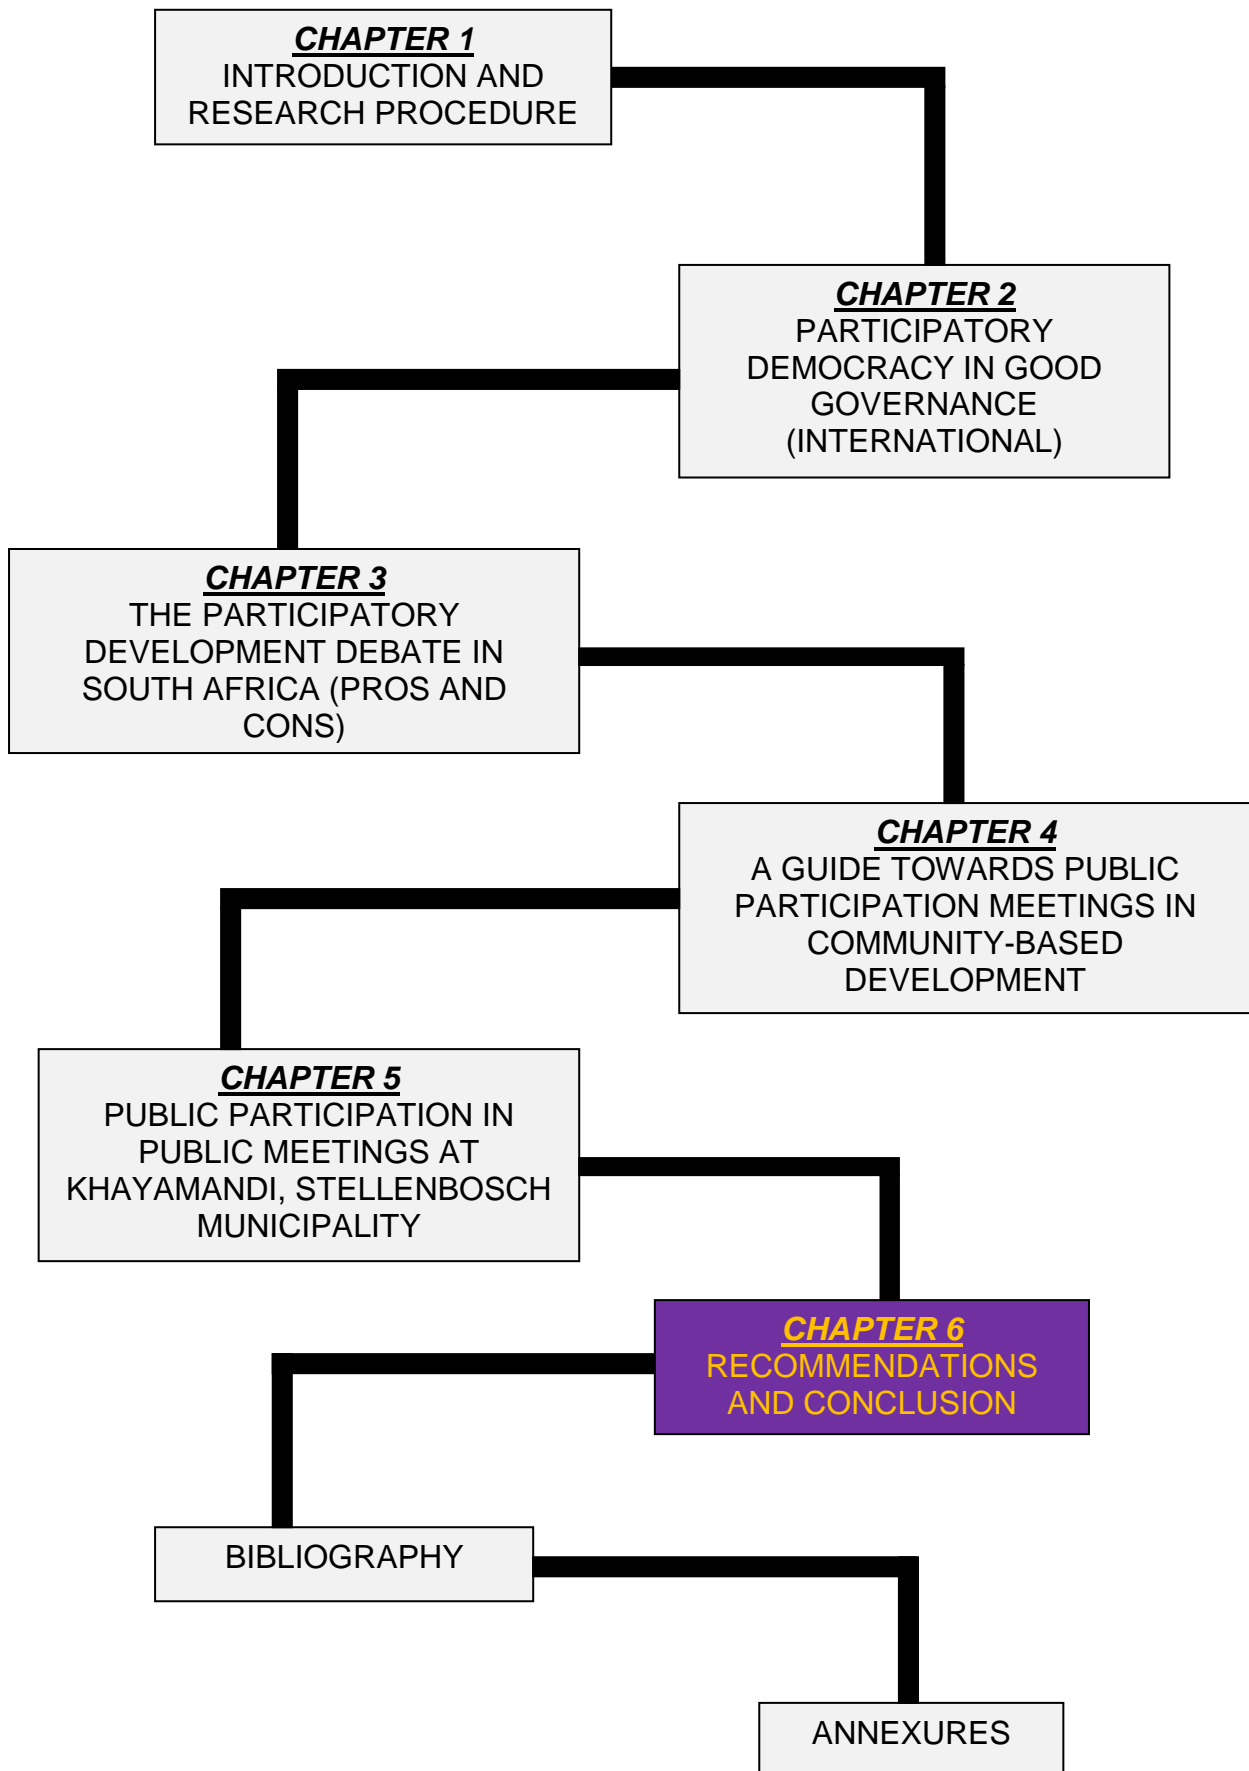 CHAPTER 1
INTRODUCTION AND
RESEARCH PROCEDURE
CHAPTER 2
PARTICIPATORY
DEMOCRACY IN GOOD
GOVERNANCE
(INTERNATIONAL)
CHAPTER 3
THE PARTICIPATORY
DEVELOPMENT DEBATE IN
SOUTH AFRICA (PROS AND
CONS)
CHAPTER 4
A GUIDE TOWARDS PUBLIC
PARTICIPATION MEETINGS IN
COMMUNITY-BASED
DEVELOPMENT
CHAPTER 5
PUBLIC PARTICIPATION IN
PUBLIC MEETINGS AT
KHAYAMANDI, STELLENBOSCH
MUNICIPALITY
CHAPTER 6
RECOMMENDATIONS
AND CONCLUSION
BIBLIOGRAPHY
ANNEXURES